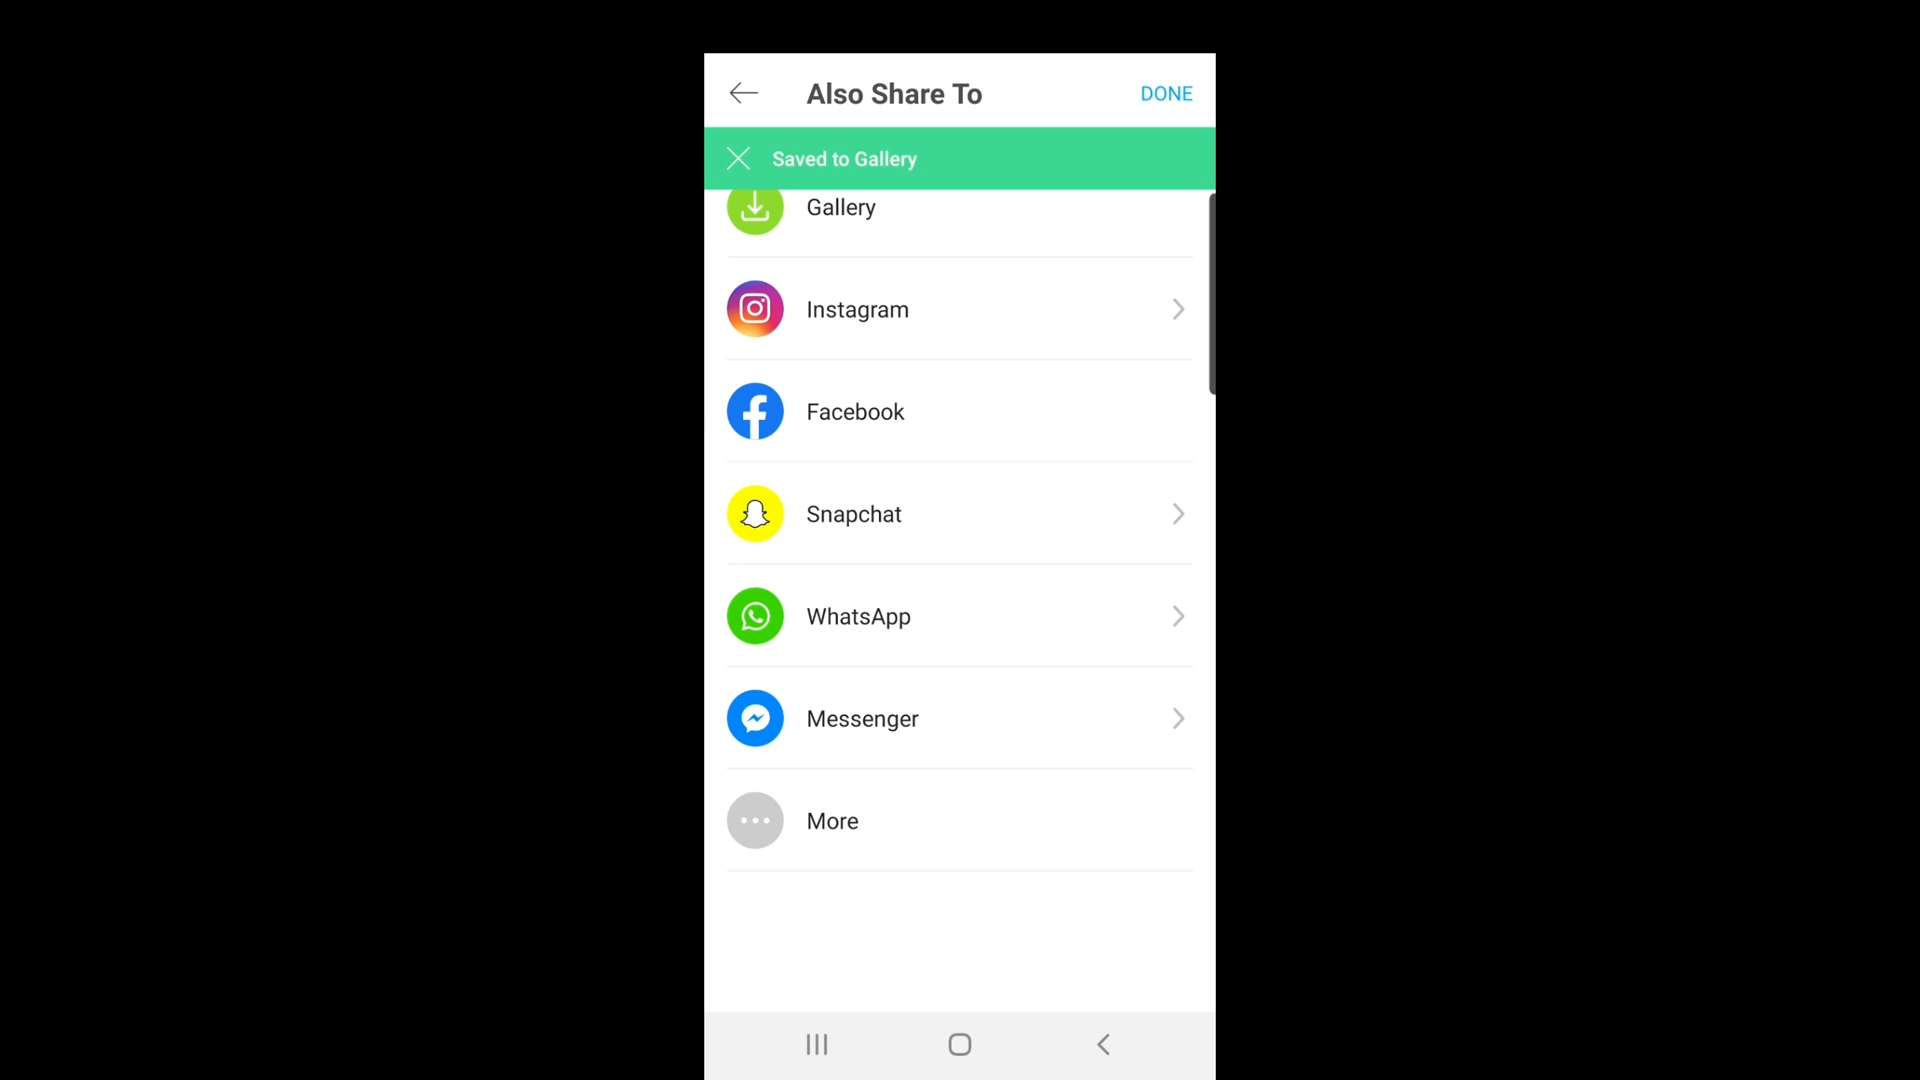 Also Share To
DONE
Saved to Gallery
Gallery
Instagram
Facebook
Snapchat
WhatsApp
Messenger
More